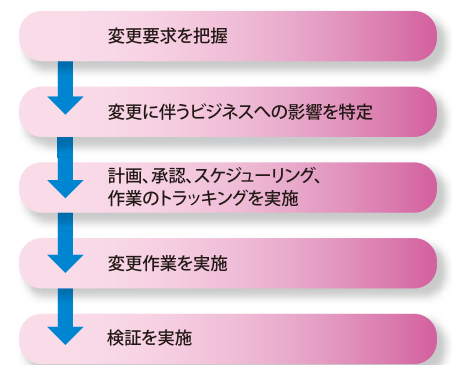 変更要求を把握
変更に伴うビジネスへの影響を特定
計画、承認、スケジューリング、
作業のトラッキングを実施
変更作業を実施
検証を実施